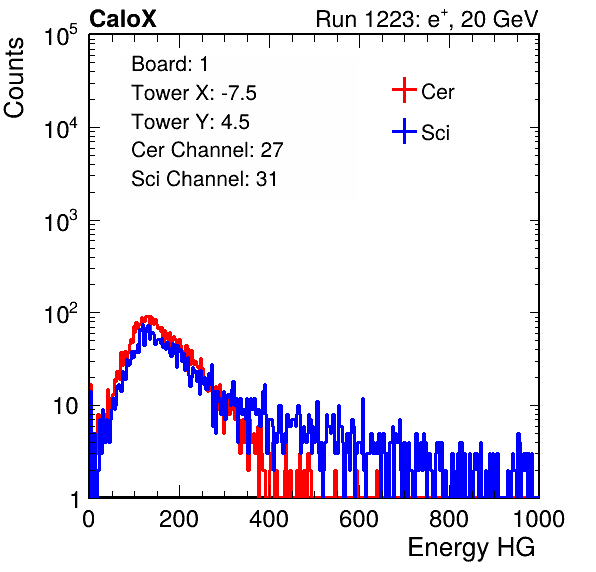 CaloX Run 1223: e⁺, 20 GeV
Counts
10⁵
10⁴
10³
10²
10
1
Board: 1
Tower X: -7.5
Tower Y: 4.5
Cer Channel: 27
Sci Channel: 31
Cer
Sci
0 200 400 600 800 1000
Energy HG